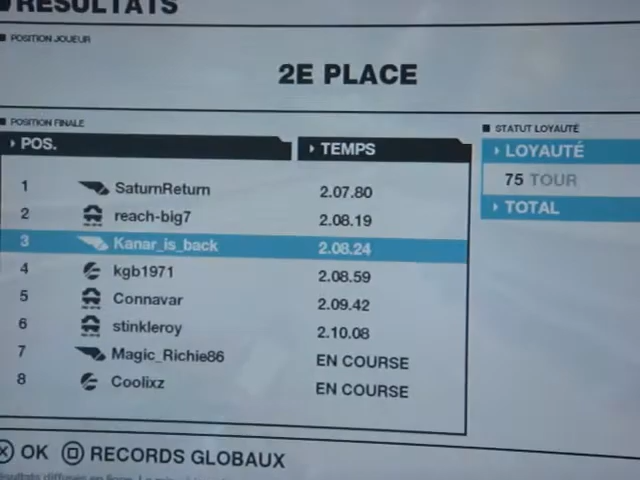 RÉSULTATS
POSITION JOUEUR
2E PLACE
POSITION FINALE
POS.
TEMPS
1 SaturnReturn 2.07.80
2 reach-big7 2.08.19
3 Kanar_is_back 2.08.24
4 kgb1971 2.08.59
5 Connavar 2.09.42
6 stinkleroy 2.10.08
7 Magic_Richie86 EN COURSE
8 Coolixz EN COURSE
STATUT LOYAUTÉ
LOYAUTÉ
75 TOUR
TOTAL
OK RECORDS GLOBAUX